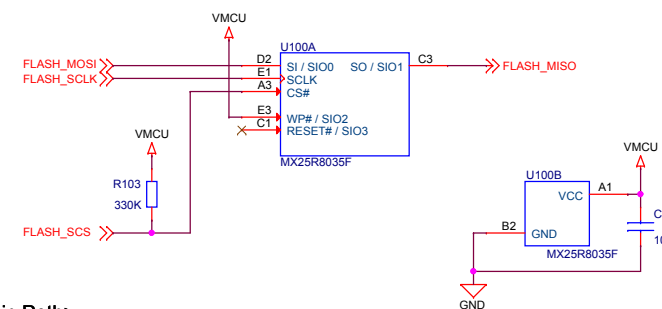 VMCU
U100A
FLASH_MOSI
D2
SI / SIO0
SO / SIO1
C3
FLASH_MISO
FLASH_SCLK
E1
SCLK
A3
CS#
E3
WP# / SIO2
C1
RESET# / SIO3
MX25R8035F
VMCU
R103
330K
FLASH_SCS
VMCU
U100B
VCC
A1
B2
GND
MX25R8035F
GND